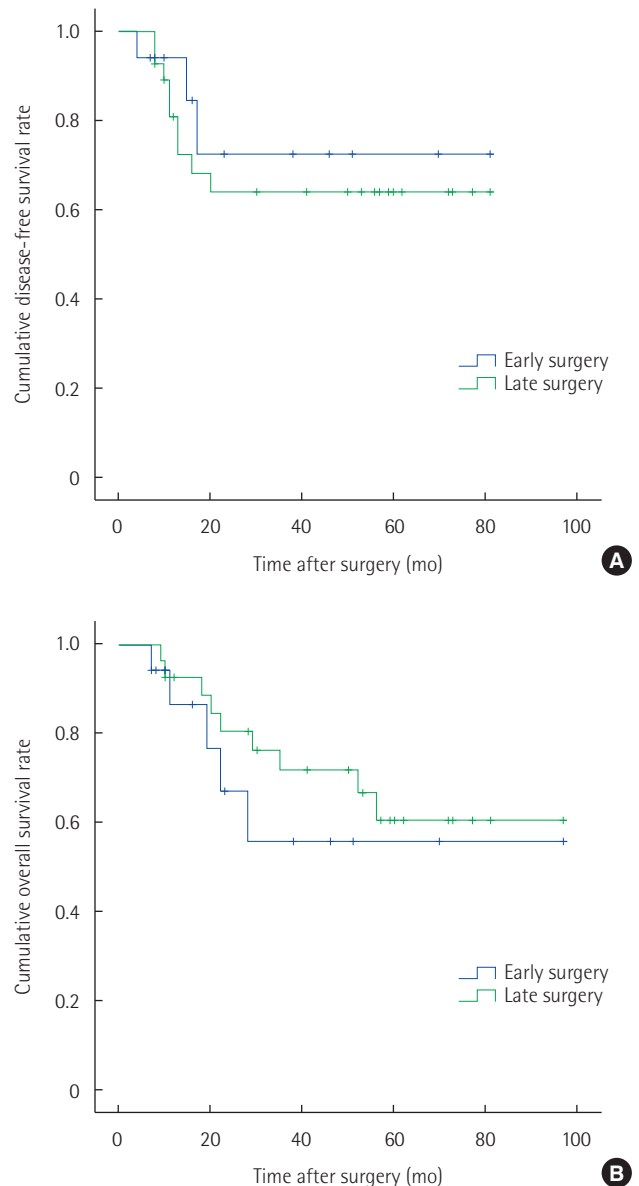 1.0
0.8
0.6
0.4
0.2
0
Cumulative disease-free survival rate
Early surgery
Late surgery
0 20 40 60 80 100
Time after surgery (mo)
A
1.0
0.8
0.6
0.4
0.2
0
Cumulative overall survival rate
Early surgery
Late surgery
0 20 40 60 80 100
Time after surgery (mo)
B